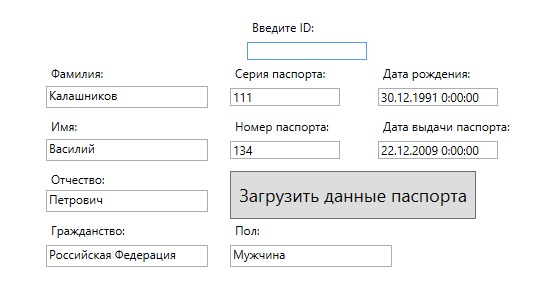 Введите ID:
Фамилия:
Серия паспорта:
Дата рождения:
Калашников
111
30.12.1991 0:00:00
Имя:
Номер паспорта:
Дата выдачи паспорта:
Василий
134
22.12.2009 0:00:00
Отчество:
Петрович
Загрузить данные паспорта
Гражданство:
Пол:
Российская Федерация
Мужчина